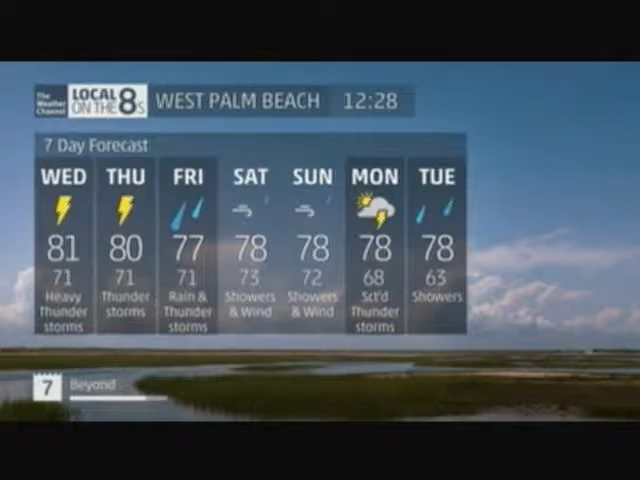 The Weather Channel
LOCAL ON THE 8s
WEST PALM BEACH 12:28
7 Day Forecast
WED THU FRI SAT SUN MON TUE
81 80 77 78 78 78 78
71 71 71 73 72 68 63
Heavy Thunder Rain & Showers Showers Sct'd Showers
Thunder storms Thunder & Wind & Wind Thunder
storms storms storms
7 Beyond